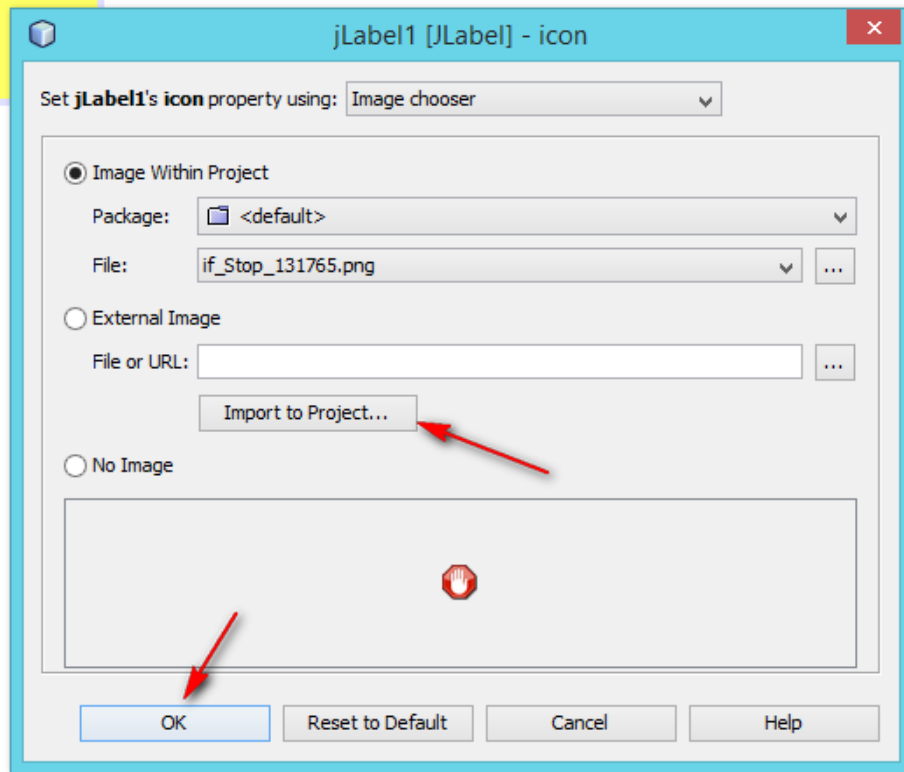 jLabel1 [JLabel] - icon
Set jLabel1's icon property using: Image chooser
Image Within Project
Package: <default>
File: if_Stop_131765.png ...
External Image
File or URL: ...
Import to Project...
No Image
OK Reset to Default Cancel Help